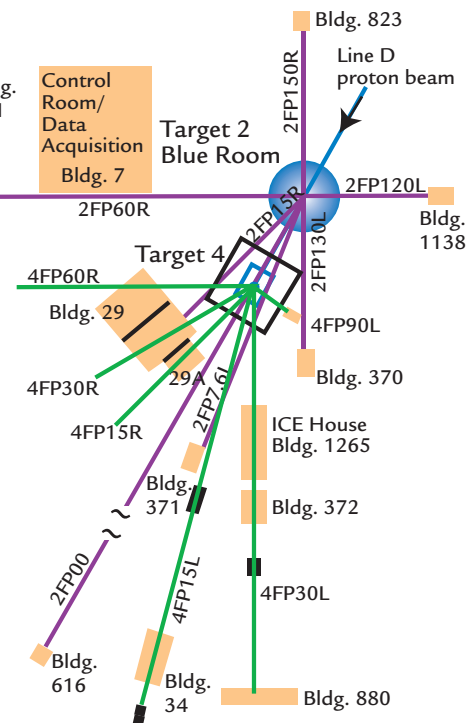 Bldg. 823
Line D
proton beam
g.
Control
Room/
Data
Acquisition
Bldg. 7
Target 2
Blue Room
2FP150R
2FP15R
2FP120L
2FP60R
Bldg.
1138
2FP130L
Target 4
4FP60R
Bldg. 29
4FP90L
29A
4FP30R
Bldg. 370
2FP7.6L
4FP15R
ICE House
Bldg. 1265
Bldg.
371
Bldg. 372
2FP00
4FP15L
4FP30L
Bldg.
616
Bldg.
34
Bldg. 880